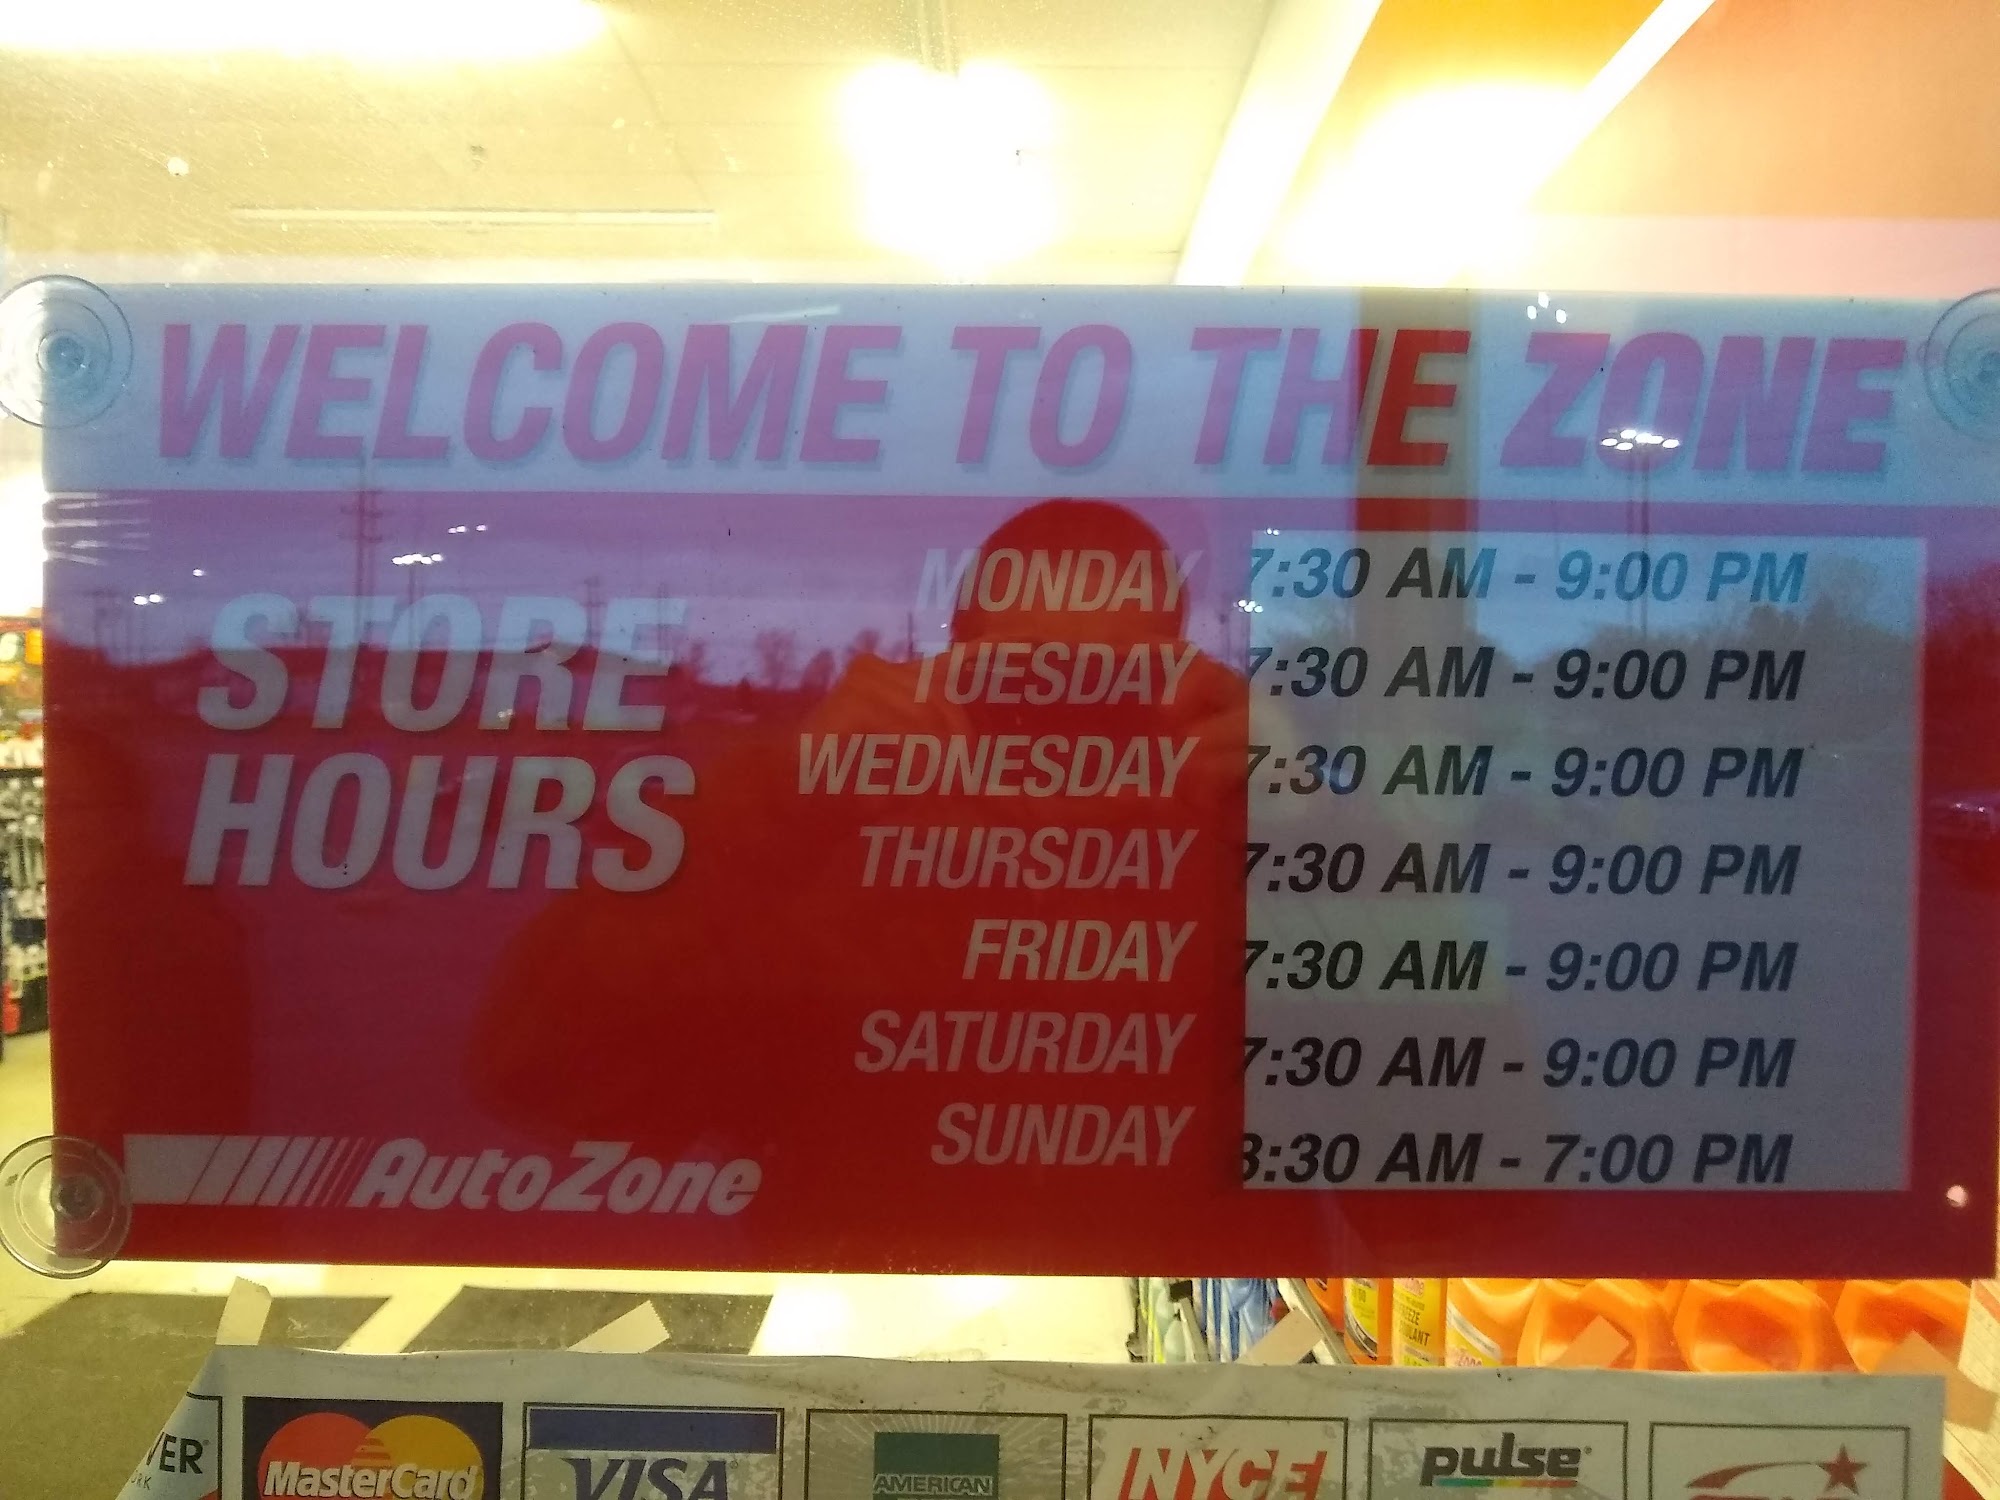 WELCOME TO THE ZONE
STORE
HOURS
MONDAY 7:30 AM - 9:00 PM
TUESDAY 7:30 AM - 9:00 PM
WEDNESDAY 7:30 AM - 9:00 PM
THURSDAY 7:30 AM - 9:00 PM
FRIDAY 7:30 AM - 9:00 PM
SATURDAY 7:30 AM - 9:00 PM
SUNDAY 8:30 AM - 7:00 PM
AutoZone
VER
MasterCard
VISA
AMERICAN
NYCE
pulse